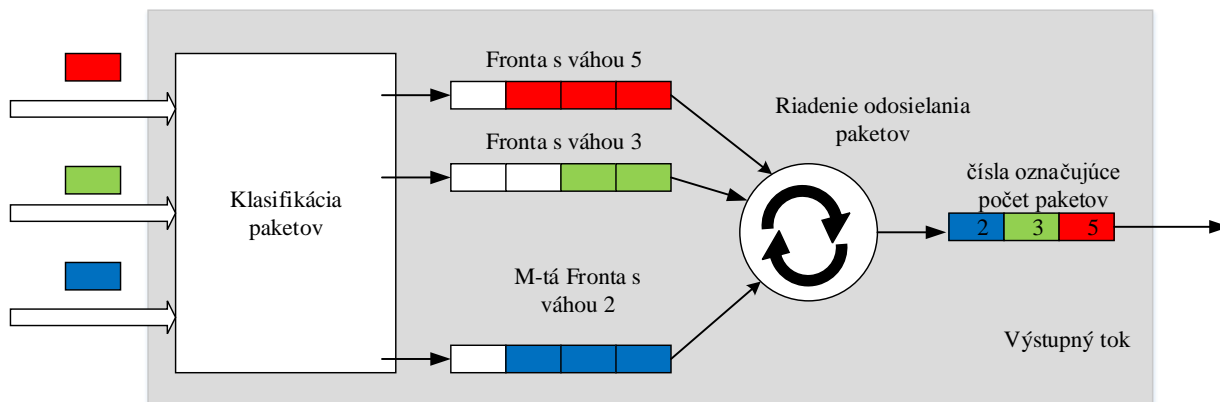 Fronta s váhou 5
Riadenie odosielania
paketov
Fronta s váhou 3
čísla označujúce
počet paketov
Klasifikácia
paketov
2 3 5
M-tá Fronta s
váhou 2
Výstupný tok